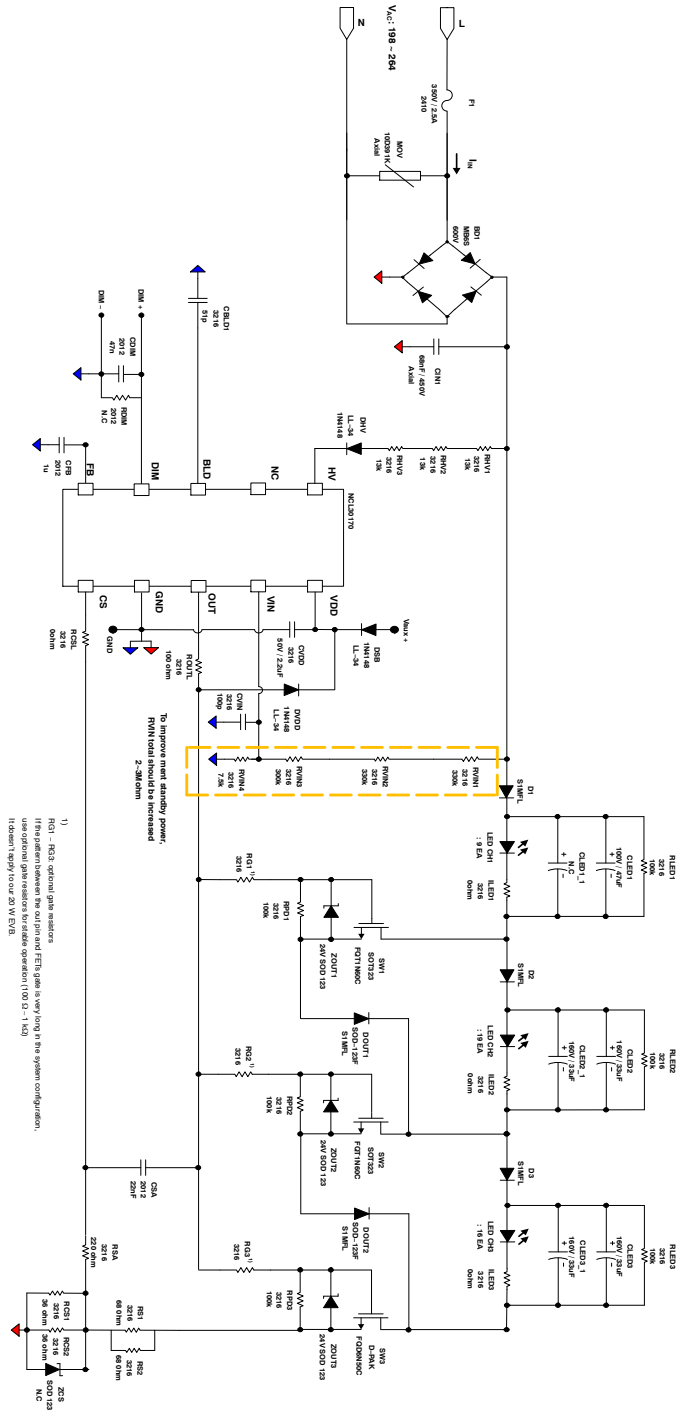 L
N
VAC: 198 ~ 264
F1
350V / 2.5A
2410
IIN
MOV
10D391K
Axial
BD1
MB6S
600V
CIN1
68nF / 450V
Axial
CBLD1
3216
51p
DIM +
DIM -
CDIM
2012
47n
RDIM
2012
N.C
CFB
2012
1u
DHV
LL-34
1N4148
RHV1
3216
13k
RHV2
3216
13k
RHV3
3216
13k
NCL30170
HV
NC
BLD
DIM
FB
VDD
VIN
OUT
GND
CS
Vaux +
DSB
1N4148
LL-34
CVDD
3216
50V / 2.2uF
GND
ROUTL
3216
100 ohm
RCSL
3216
0ohm
DVDD
1N4148
LL-34
CVIN
3216
100p
RVIN1
3216
330k
RVIN2
3216
330k
RVIN3
3216
300k
RVIN4
3216
7.5k
To improvement standby power,
RVIN total should be increased
2~3Mohm
D1
S1MFL
RLED1
3216
100k
CLED1
100V / 47uF
CLED1_1
N.C
LED CH1
: 9 EA
ILED1
3216
0ohm
SW1
SOT323
FQT1N60C
ZOUT1
24V SOD 123
RPD1
3216
100k
RG1 1)
3216
DOUT1
SOD-123F
S1MFL
D2
S1MFL
RLED2
3216
100k
CLED2
160V / 33uF
CLED2_1
160V / 33uF
LED CH2
: 19 EA
ILED2
3216
0ohm
SW2
SOT323
FQT1N60C
ZOUT2
24V SOD 123
RPD2
3216
100k
RG2 1)
3216
DOUT2
SOD-123F
S1MFL
D3
S1MFL
RLED3
3216
100k
CLED3
160V / 33uF
CLED3_1
160V / 33uF
LED CH3
: 16 EA
ILED3
3216
0ohm
SW3
D-PAK
FQD6N50C
ZOUT3
24V SOD 123
RPD3
3216
100k
RG3 1)
3216
CSA
2012
22nF
RSA
3216
220 ohm
RS1
3216
68 ohm
RS2
3216
68 ohm
RCS1
3216
36 ohm
RCS2
3216
36 ohm
ZCS
SOD 123
N.C
1)
RG1 ~ RG3: optional gate resistors
If the pattern between the out pin and FETs gate is very long in the system configuration,
use optional gate resistors for stable operation (100 Ω ~ 1 kΩ)
It doesn't apply to our 20 W EVB.